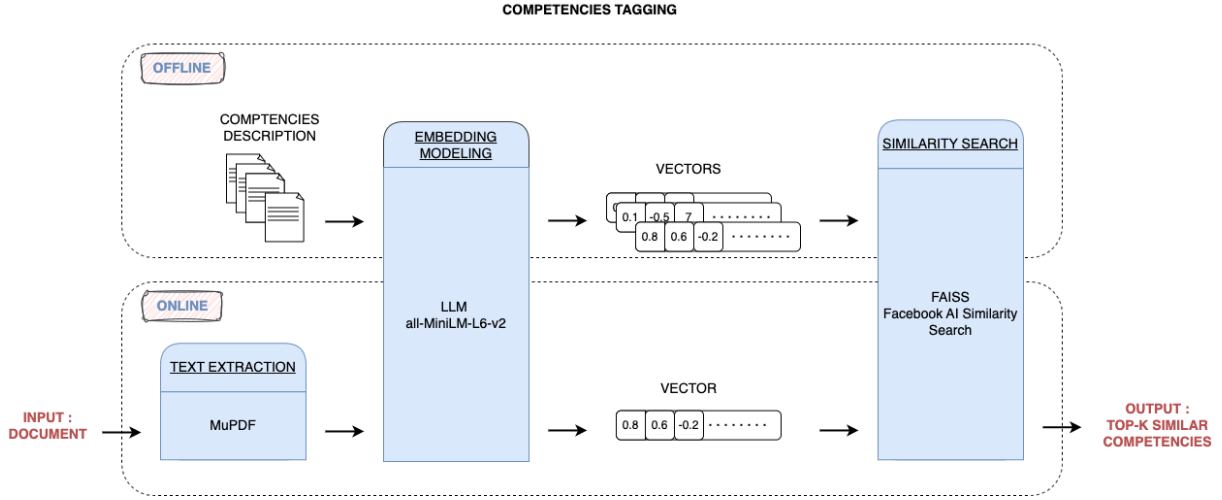 COMPETENCIES TAGGING
OFFLINE
COMPTENCIES
DESCRIPTION
EMBEDDING
MODELING
VECTORS
0.1 -0.5 7 ........
0.8 0.6 -0.2 ........
SIMILARITY SEARCH
ONLINE
LLM
all-MiniLM-L6-v2
FAISS
Facebook AI Similarity
Search
TEXT EXTRACTION
MuPDF
INPUT :
DOCUMENT
VECTOR
0.8 0.6 -0.2 ........
OUTPUT :
TOP-K SIMILAR
COMPETENCIES